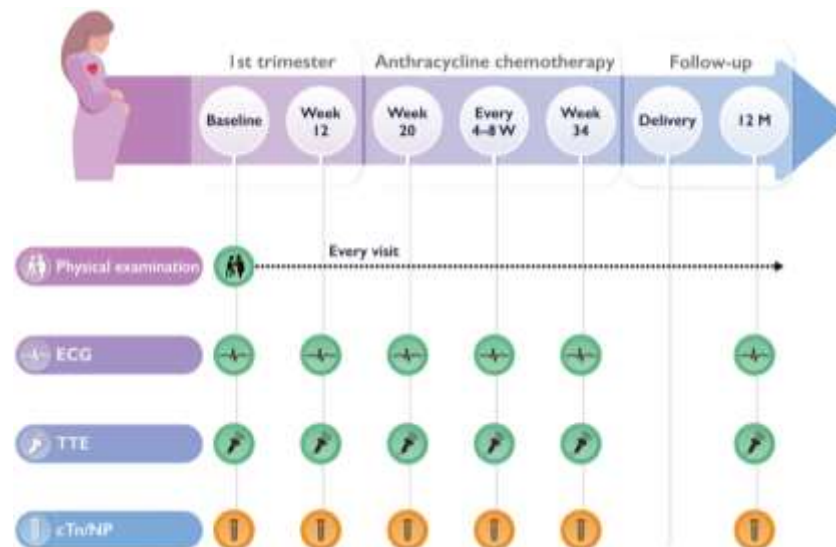 1st trimester
Anthracycline chemotherapy
Follow-up
Baseline
Week
12
Week
20
Every
4–8 W
Week
34
Delivery
12 M
Every visit
Physical examination
ECG
TTE
cTn/NP